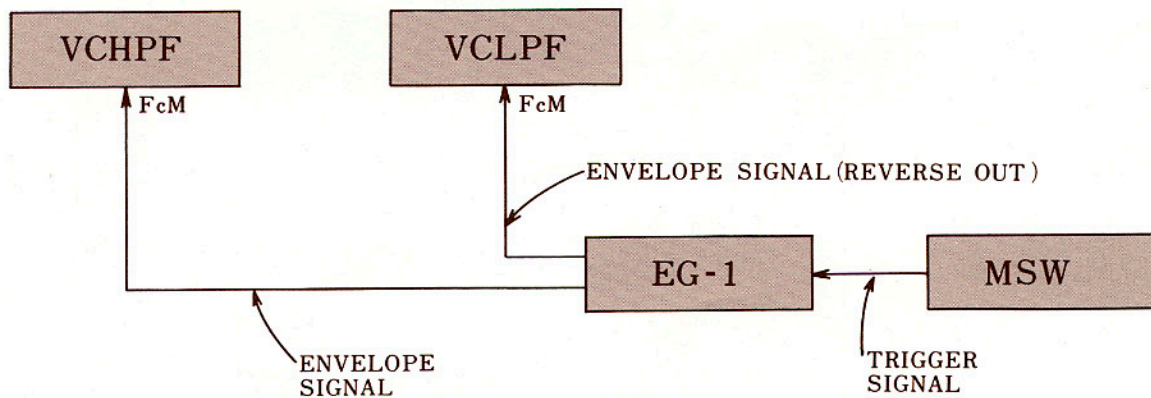 VCHPF
VCLPF
FcM
FcM
ENVELOPE SIGNAL (REVERSE OUT)
EG-1
MSW
ENVELOPE
SIGNAL
TRIGGER
SIGNAL